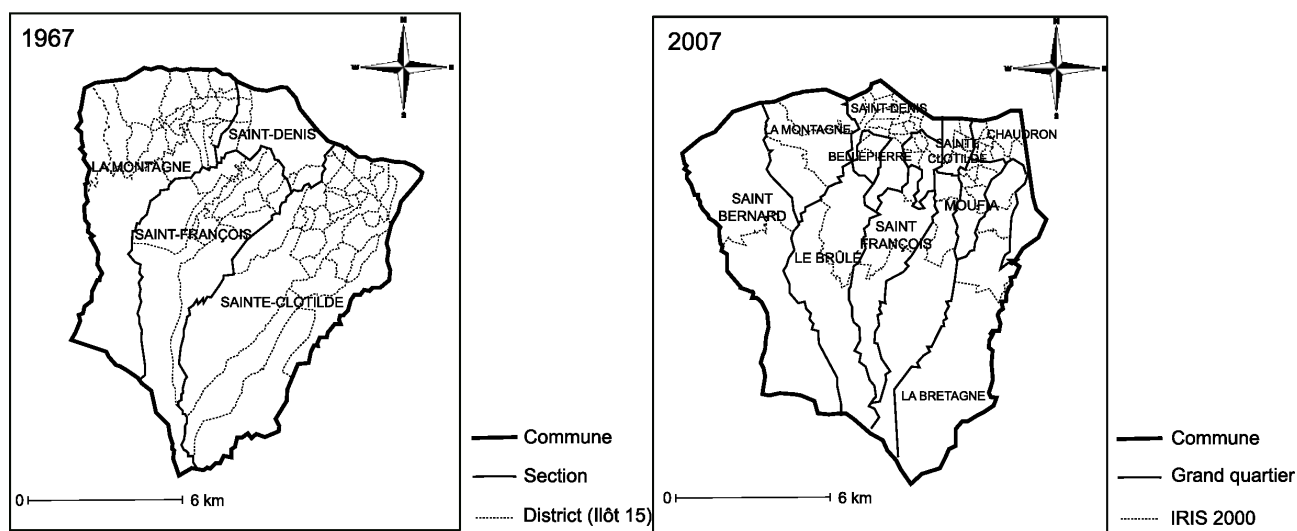 1967
N
W
E
S
SAINT-DENIS
LA MONTAGNE
SAINT-FRANÇOIS
SAINTE-CLOTILDE
Commune
Section
0
6 km
District (Ilôt 15)
2007
N
W
E
S
SAINT-DENIS
LA MONTAGNE
CHAUDRON
SAINTE
CLOTILDE
BELLEPIERRE
SAINT
BERNARD
MOUFIA
SAINT
FRANÇOIS
LE BRÛLÉ
LA BRETAGNE
Commune
Grand quartier
0
6 km
IRIS 2000